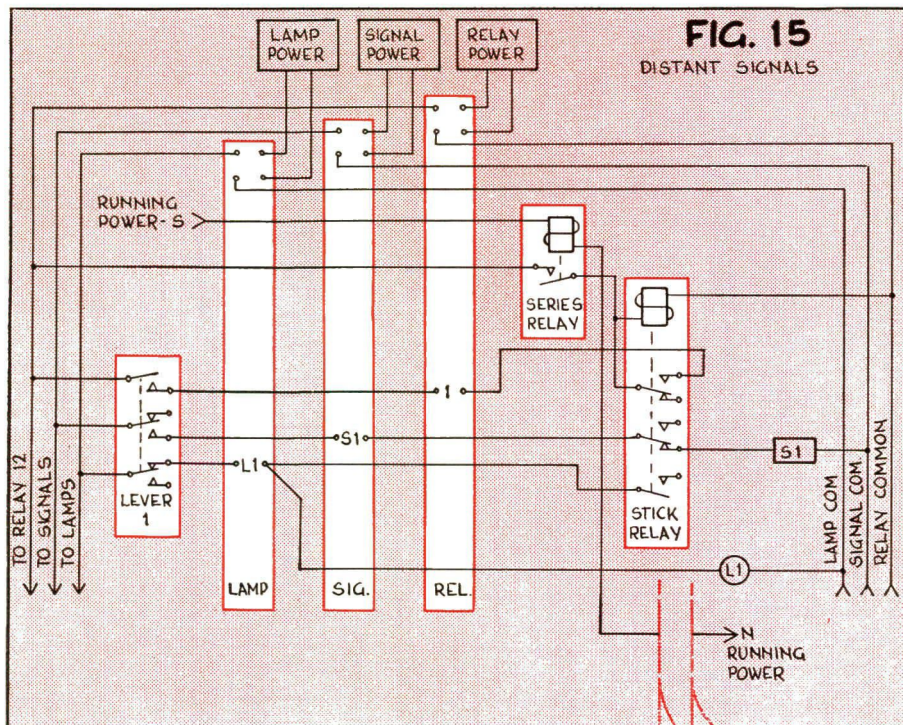 LAMP
POWER
SIGNAL
POWER
RELAY
POWER
FIG. 15
DISTANT SIGNALS
RUNNING
POWER-S
SERIES
RELAY
1
S1
L1
LEVER
1
STICK
RELAY
S1
L1
TO RELAY 12
TO SIGNALS
TO LAMPS
LAMP
SIG.
REL.
LAMP COM
SIGNAL COM.
RELAY COMMON
N
RUNNING
POWER